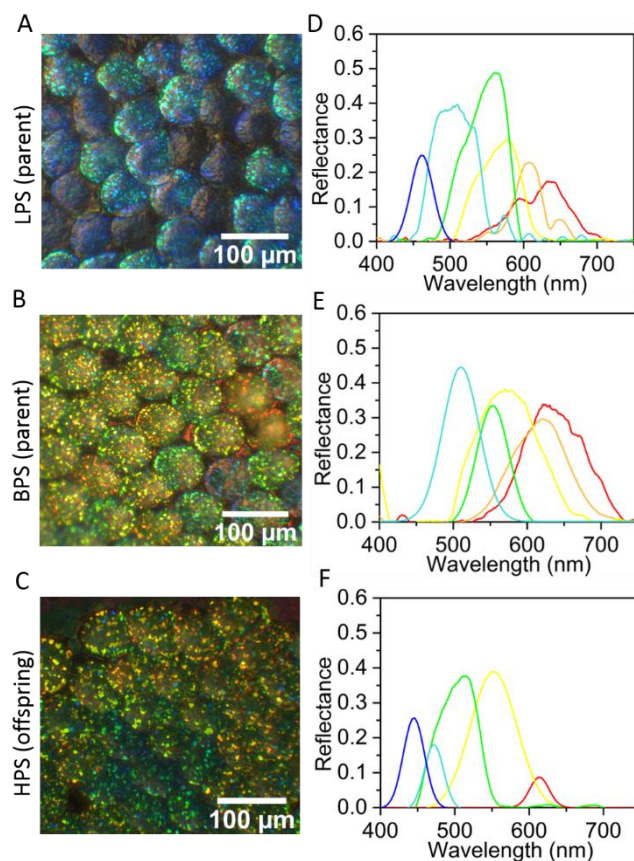 A
LPS (parent)
100 µm
D
Reflectance
0.6
0.5
0.4
0.3
0.2
0.1
0.0
400 500 600 700
Wavelength (nm)
B
BPS (parent)
100 µm
E
Reflectance
0.6
0.5
0.4
0.3
0.2
0.1
0.0
400 500 600 700
Wavelength (nm)
C
HPS (offspring)
100 µm
F
Reflectance
0.6
0.5
0.4
0.3
0.2
0.1
0.0
400 500 600 700
Wavelength (nm)